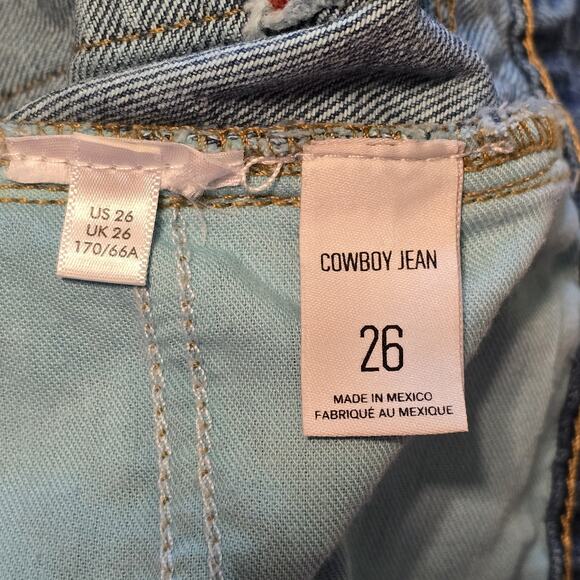 US 26
UK 26
170/66A
COWBOY JEAN
26
MADE IN MEXICO
FABRIQUÉ AU MEXIQUE